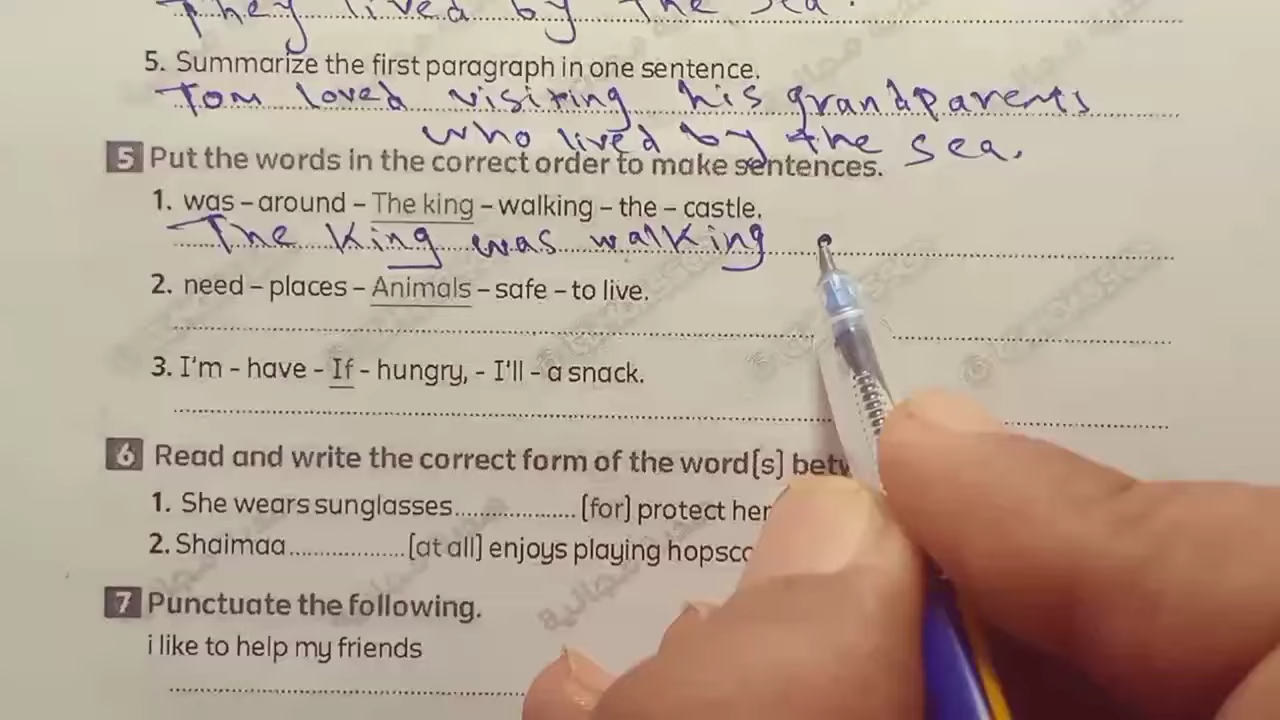 They lived by the sea.
5. Summarize the first paragraph in one sentence.
Tom loved visiting his grandparents
who lived by the sea.
5 Put the words in the correct order to make sentences.
1. was – around – The king – walking – the – castle.
The king was walking
2. need – places – Animals – safe – to live.
3. I'm - have - If - hungry, - I'll - a snack.
6 Read and write the correct form of the word(s)
1. She wears sunglasses.................. (for) protect her
2. Shaimaa.................. (at all) enjoys playing
7 Punctuate the following.
i like to help my friends